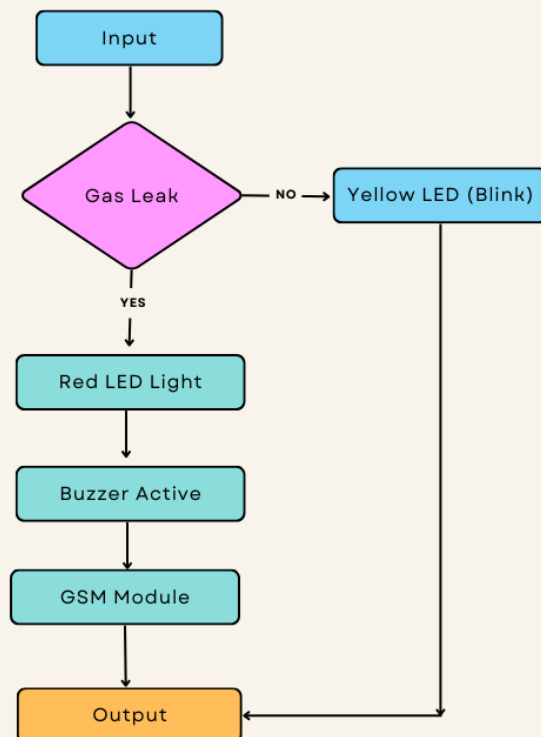 Input
Gas Leak
NO
Yellow LED (Blink)
YES
Red LED Light
Buzzer Active
GSM Module
Output